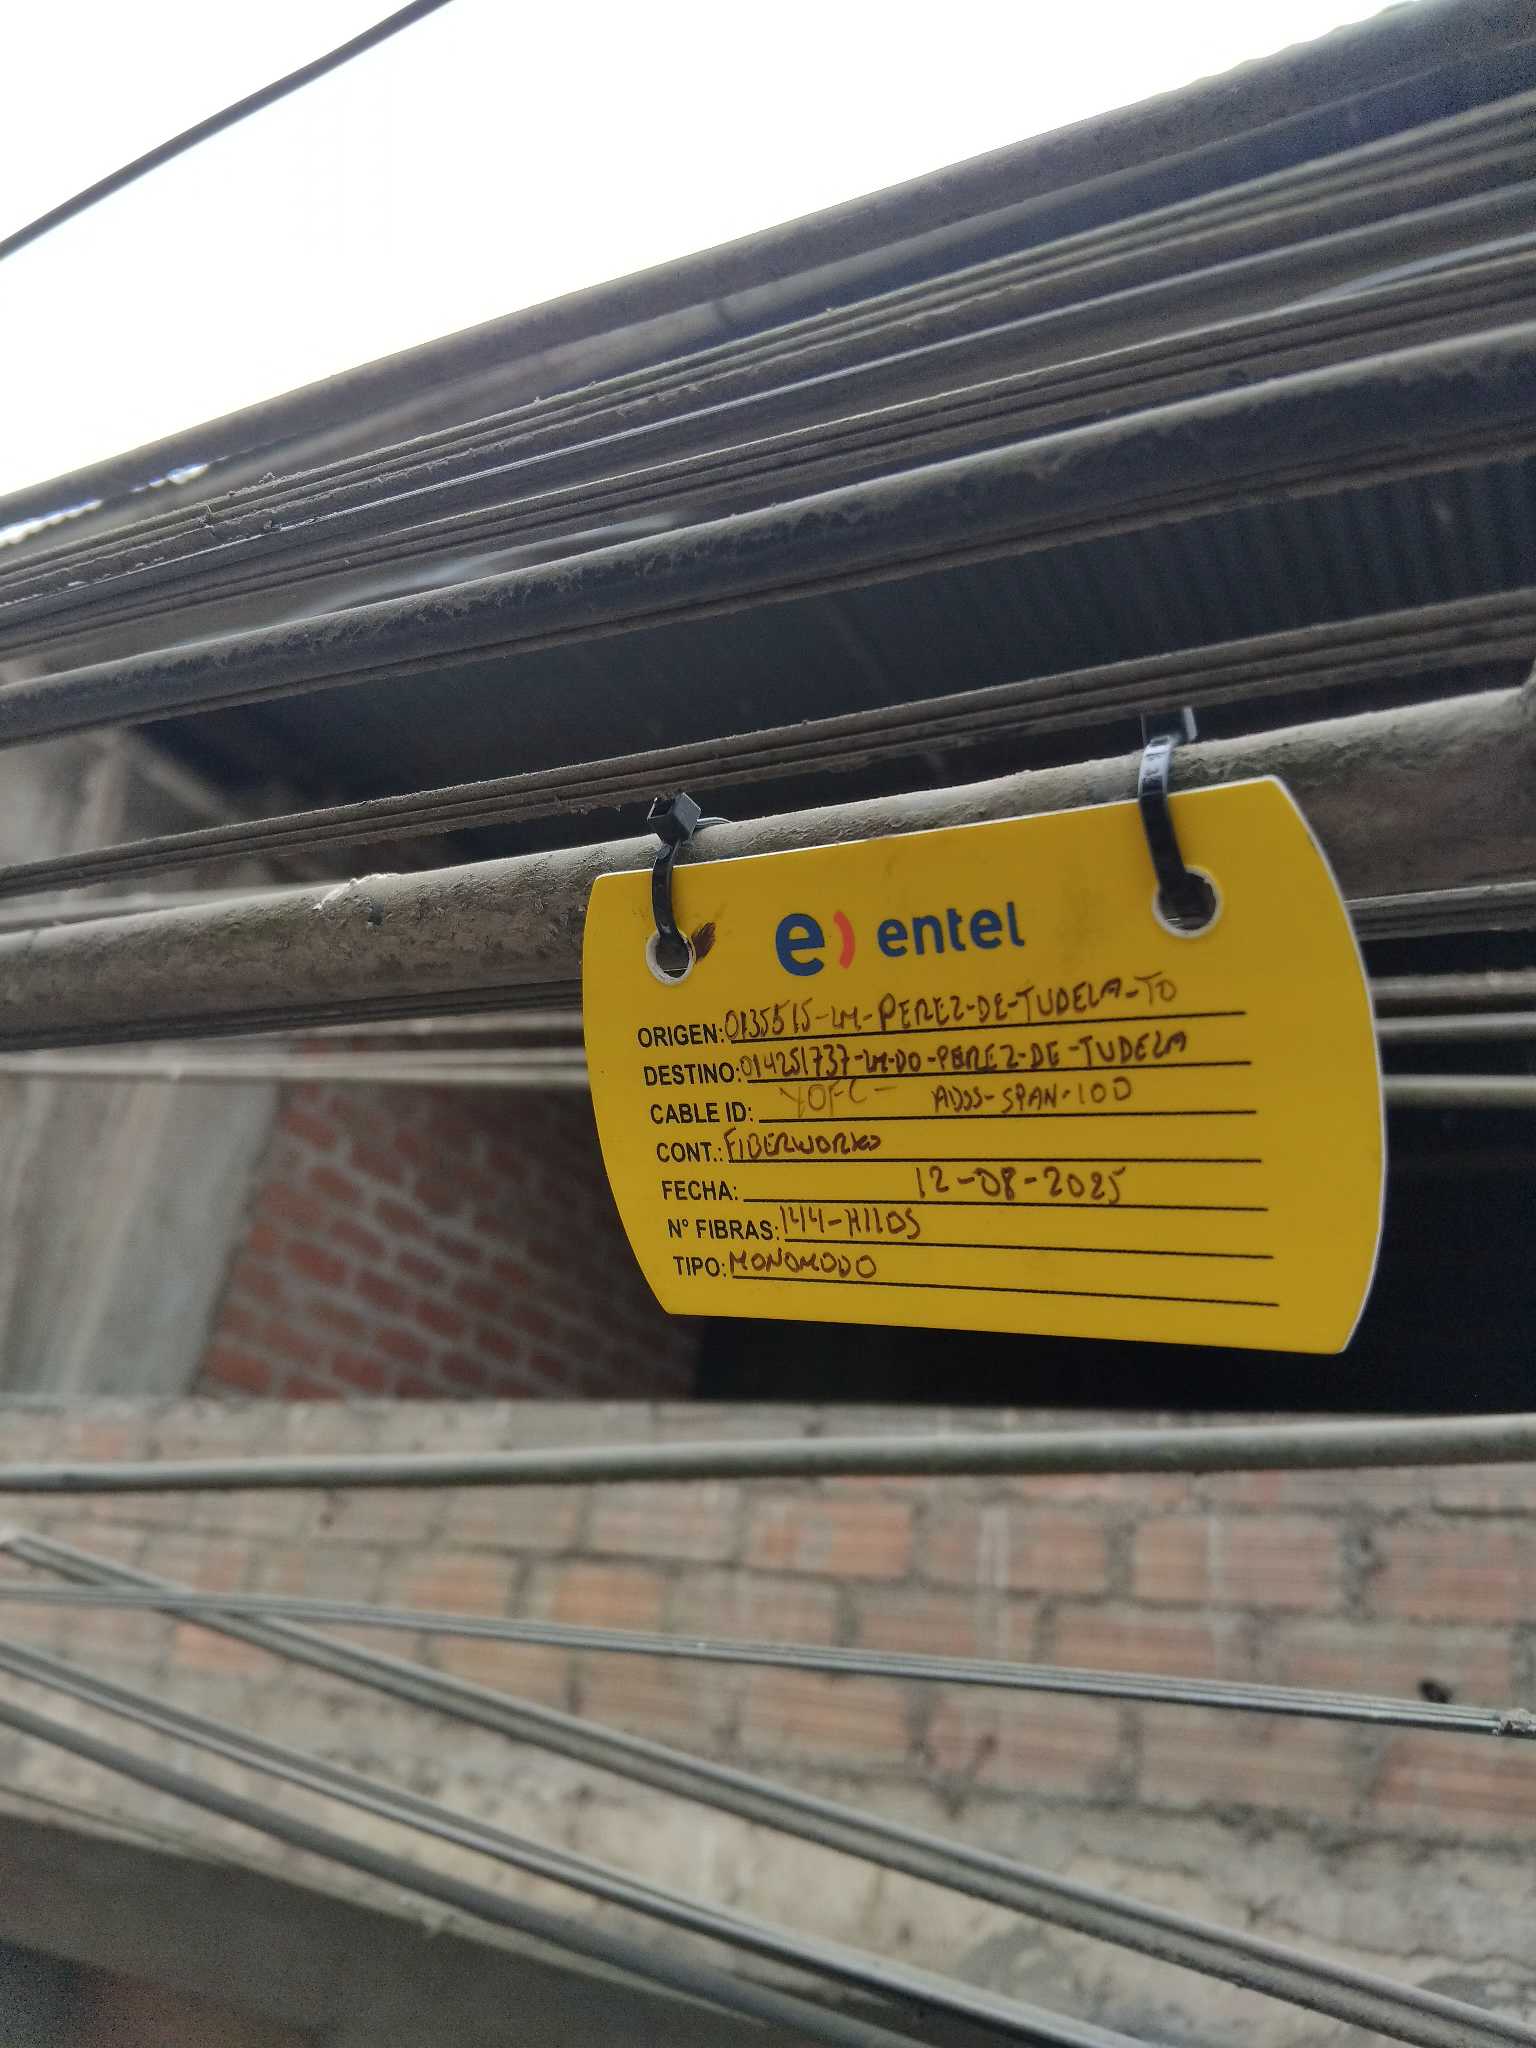 e) entel
ORIGEN: 0135515-LM-PEREZ-DE-TUDELA-TO
DESTINO: 014251737-LM-DO-PEREZ-DE-TUDELA
CABLE ID: YOFC- ADSS-SPAN-100
CONT.: FIBERWORKS
FECHA: 12-08-2025
N° FIBRAS: 144-HILOS
TIPO: MONOMODO